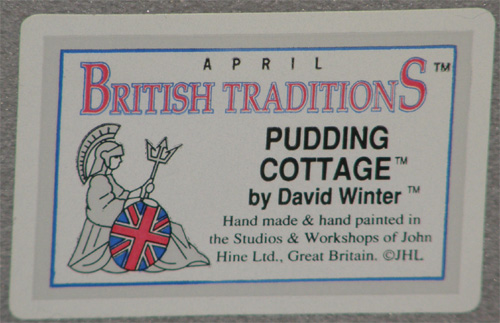 APRIL
BRITISH TRADITIONS™
PUDDING
COTTAGE™
by David Winter™
Hand made & hand painted in
the Studios & Workshops of John
Hine Ltd., Great Britain. ©JHL